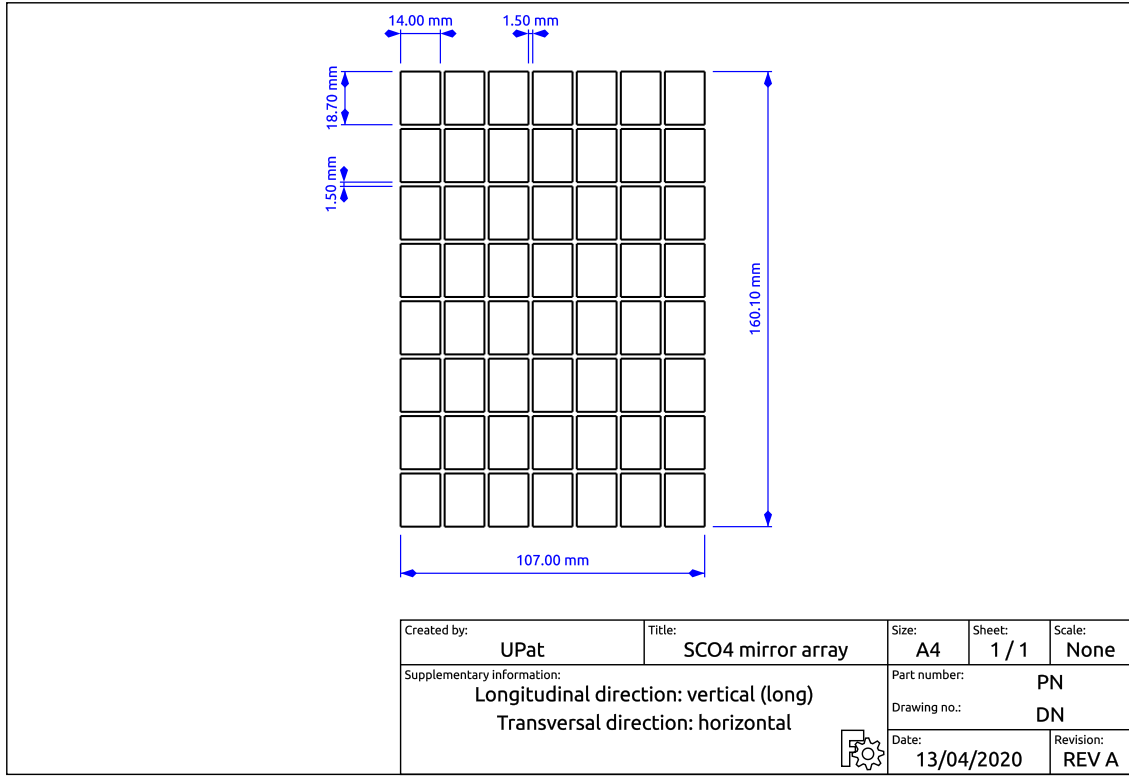 14.00 mm
1.50 mm
18.70 mm
1.50 mm
160.10 mm
107.00 mm
Created by:
UPat
Title:
SCO4 mirror array
Size:
A4
Sheet:
1 / 1
Scale:
None
Supplementary information:
Longitudinal direction: vertical (long)
Transversal direction: horizontal
Part number:
PN
Drawing no.:
DN
Date:
13/04/2020
Revision:
REV A